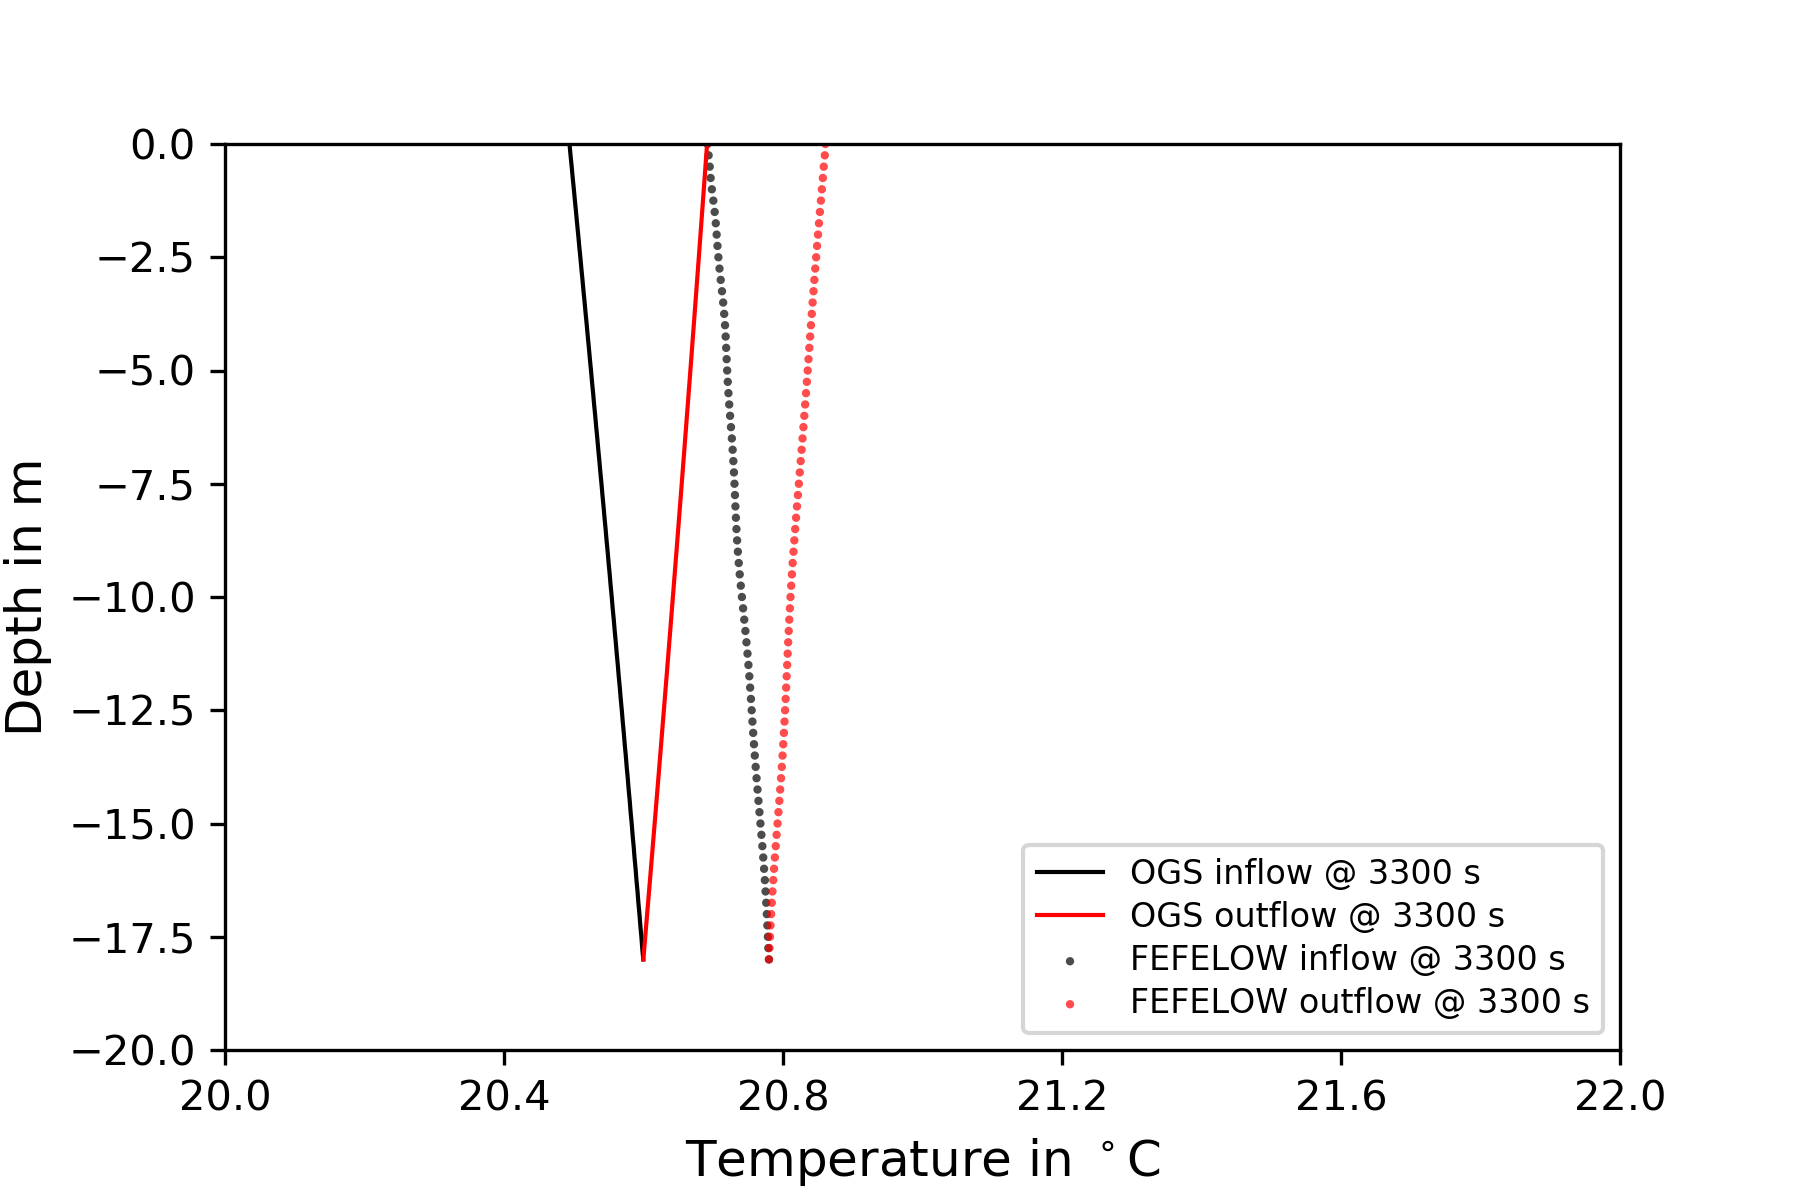 0.0
−2.5
−5.0
−7.5
−10.0
−12.5
−15.0
−17.5
−20.0
Depth in m
20.0 20.4 20.8 21.2 21.6 22.0
Temperature in °C
OGS inflow @ 3300 s
OGS outflow @ 3300 s
FEFELOW inflow @ 3300 s
FEFELOW outflow @ 3300 s